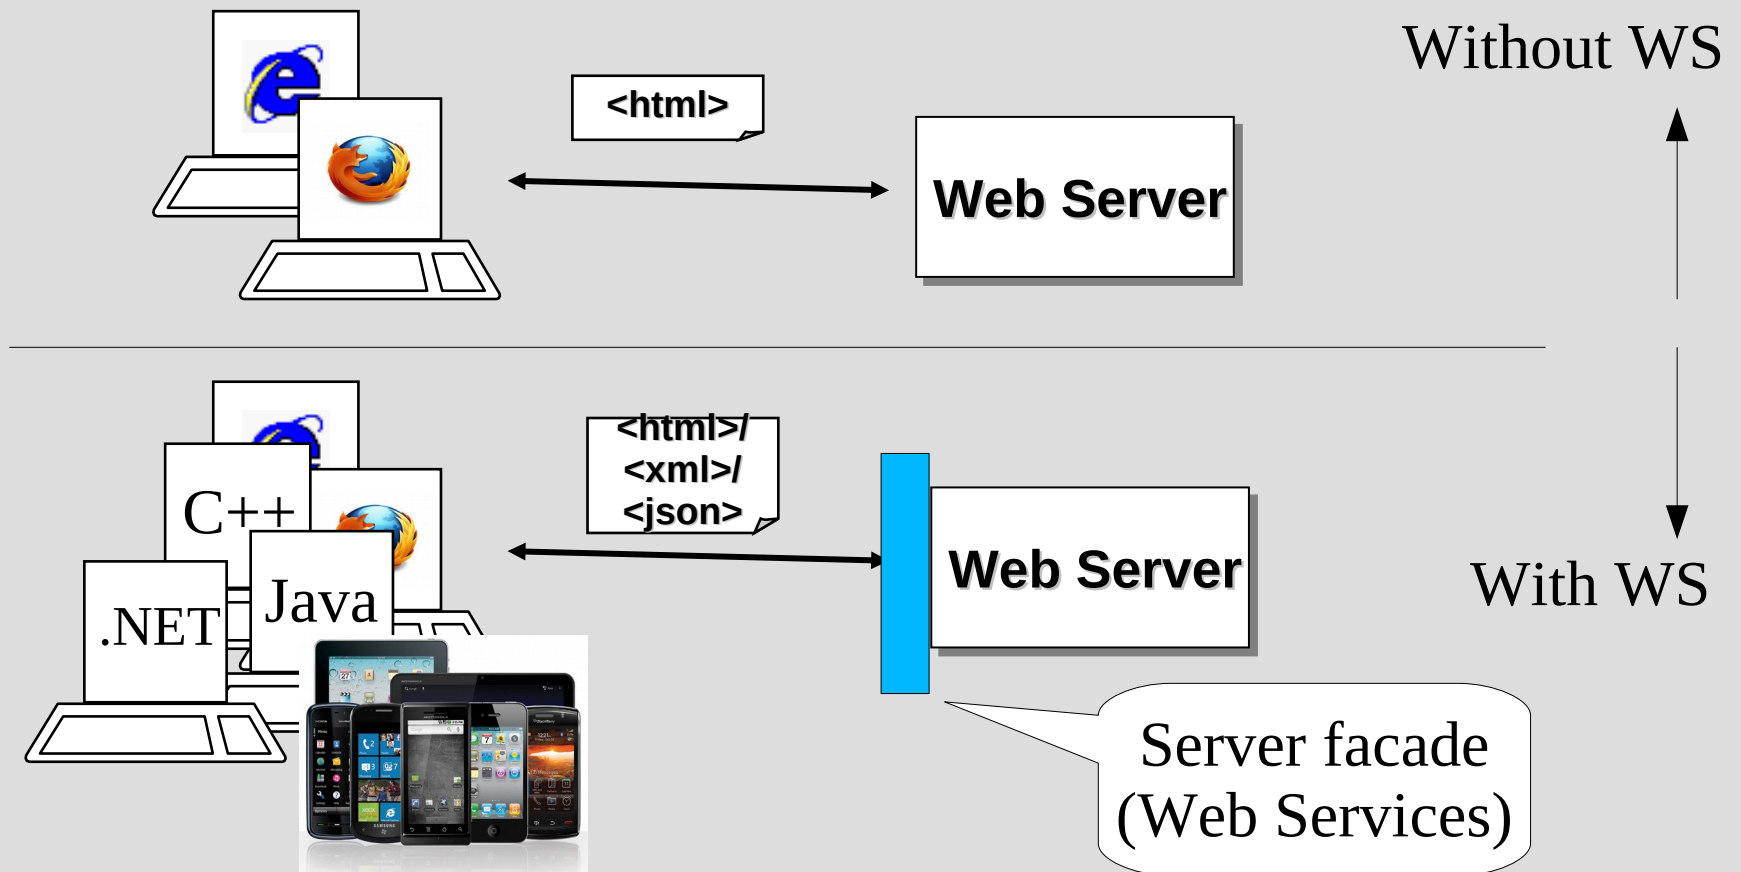 Without WS
<html>
Web Server
<html>/
<xml>/
<json>
C++
Java
.NET
Web Server
With WS
Server facade
(Web Services)